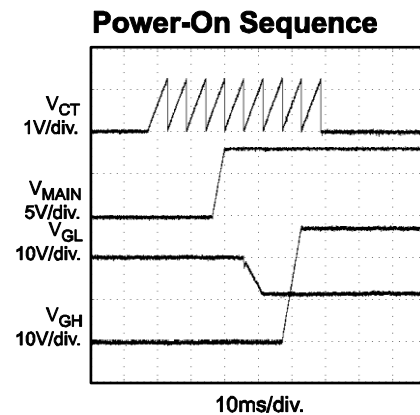 Power-On Sequence
VCT
1V/div.
VMAIN
5V/div.
VGL
10V/div.
VGH
10V/div.
10ms/div.